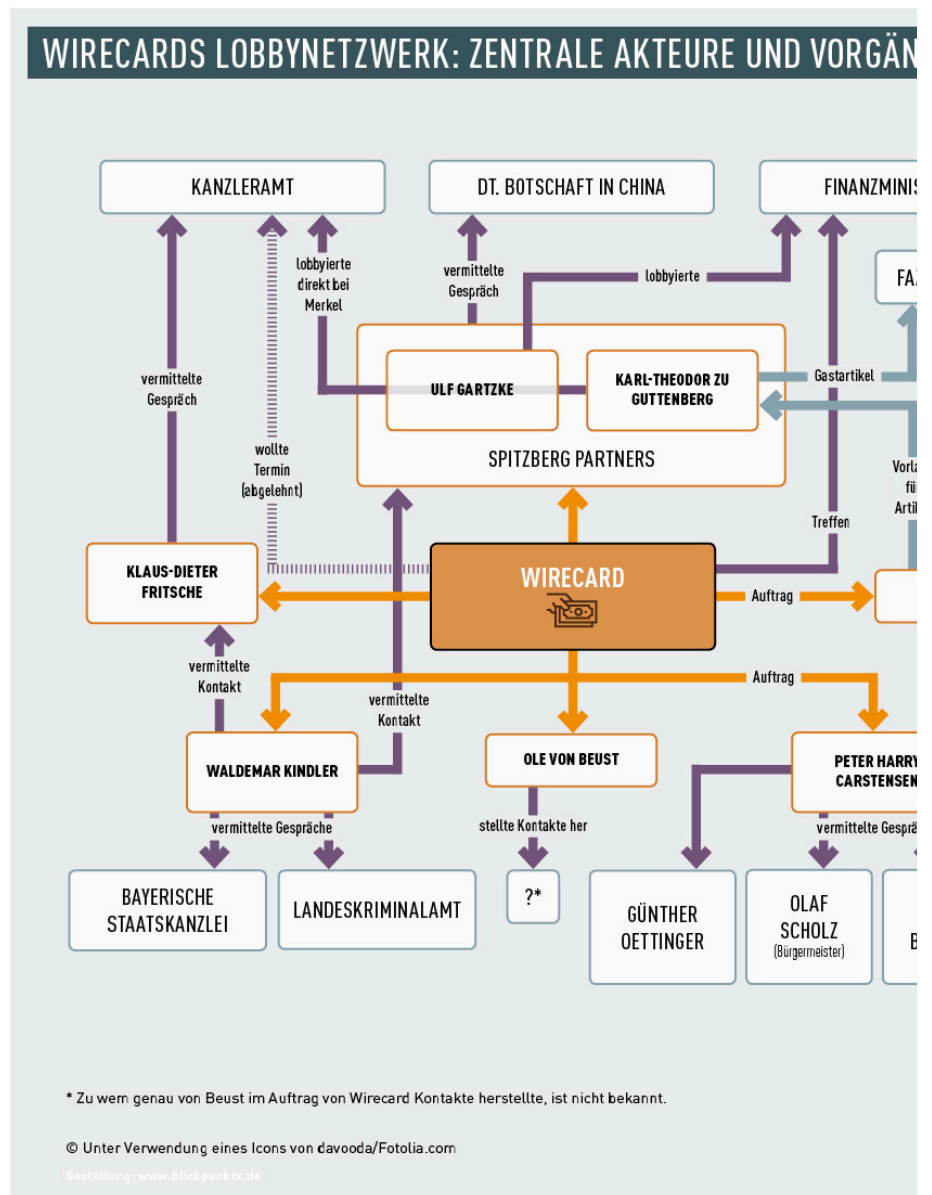 WIRECARDS LOBBYNETZWERK: ZENTRALE AKTEURE UND
KANZLERAMT
DT. BOTSCHAFT IN CHINA
lobbyierte
direkt bei
Merkel
vermittelte
Gespräch
lobbyierte
ULF GARTZKE
KARL-THEODOR ZU
GUTTENBERG
Gastartikel
SPITZBERG PARTNERS
vermittelte
Gespräch
wollte
Termin
(abgelehnt)
Treffen
KLAUS-DIETER
FRITSCHE
WIRECARD
Auftrag
vermittelte
Kontakt
vermittelte
Kontakt
Auftrag
WALDEMAR KINDLER
OLE VON BEUST
PETER HARRY
CARSTENSEN
vermittelte Gespräche
stellte Kontakte her
vermittelte
BAYERISCHE
STAATSKANZLEI
LANDESKRIMINALAMT
?*
GÜNTHER
OETTINGER
OLAF
SCHOLZ
(Bürgermeister)
* Zu wem genau von Beust im Auftrag von Wirecard Kontakte herstellte, ist nicht bekannt.
© Unter Verwendung eines Icons von davooda/Fotolia.com
Gestaltung: www.blickpunktx.de